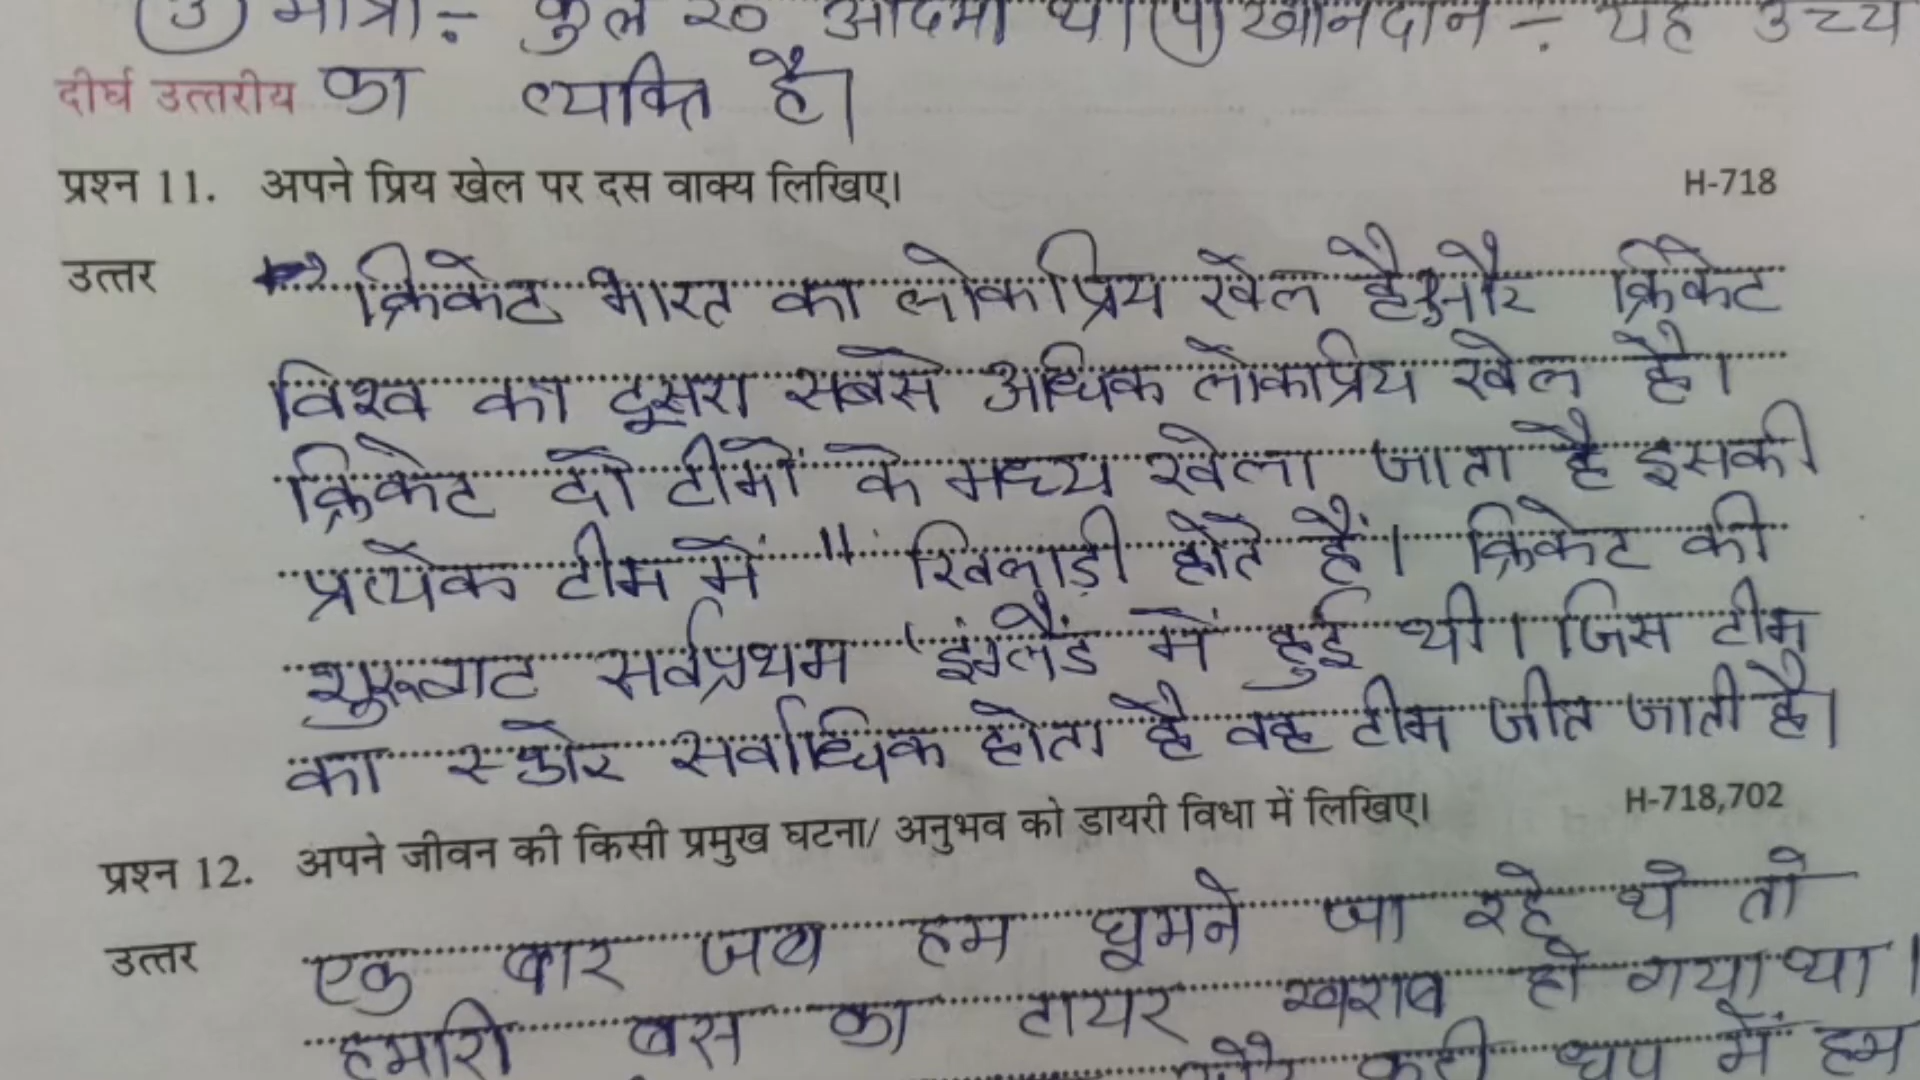 (3) मात्रा :- कुल २० आदमी थे। (4) खानदान :- यह उच्च
दीर्घ उत्तरीय का व्यक्ति है।
प्रश्न 11. अपने प्रिय खेल पर दस वाक्य लिखिए। H-718
उत्तर क्रिकेट भारत का लोकप्रिय खेल है और क्रिकेट
विश्व का दूसरा सबसे अधिक लोकप्रिय खेल है।
क्रिकेट दो टीमों के मध्य खेला जाता है इसकी
प्रत्येक टीम में 11 खिलाड़ी होते हैं। क्रिकेट की
शुरूवाट सर्वप्रथम इंग्लैंड में हुई थी। जिस टीम
का स्कोर सर्वाधिक होता है वह टीम जीत जाती है।
प्रश्न 12. अपने जीवन की किसी प्रमुख घटना/ अनुभव को डायरी विधा में लिखिए। H-718,702
उत्तर एक बार जब हम घूमने जा रहे थे तो
हमारी बस का टायर खराब हो गया था।
धूप में हम